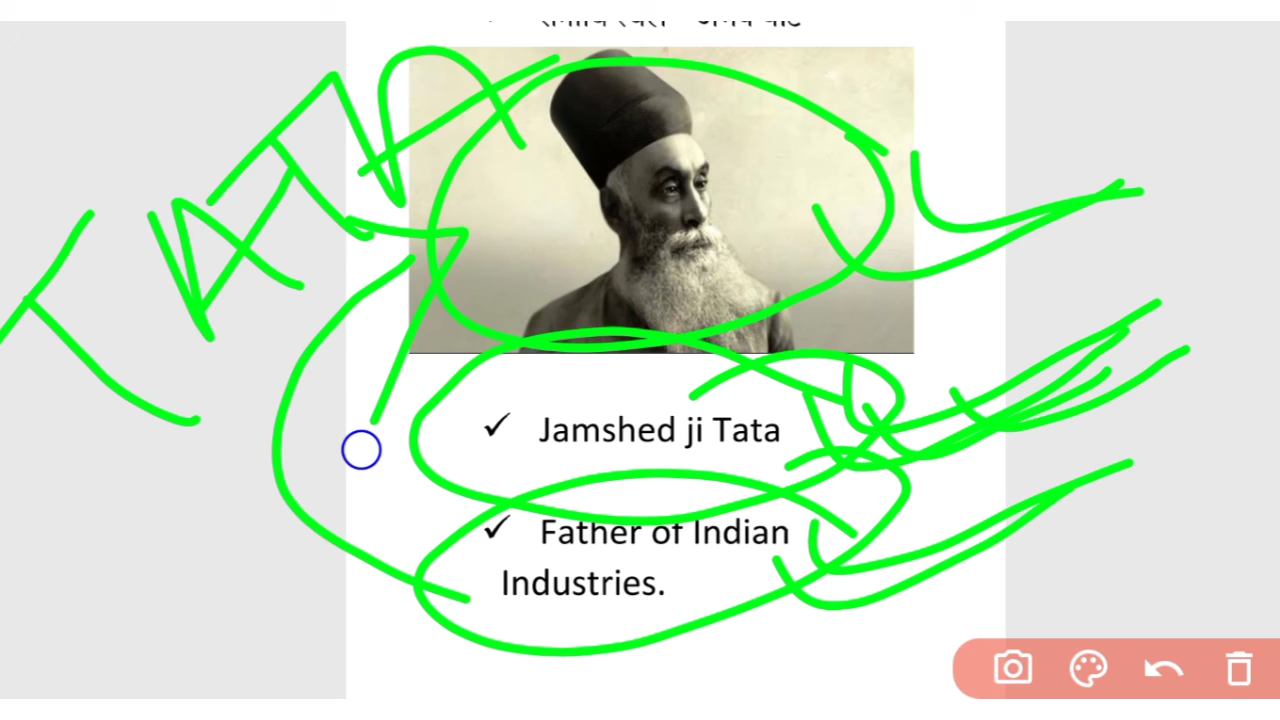 TATA
✓ Jamshed ji Tata
✓ Father of Indian
Industries.